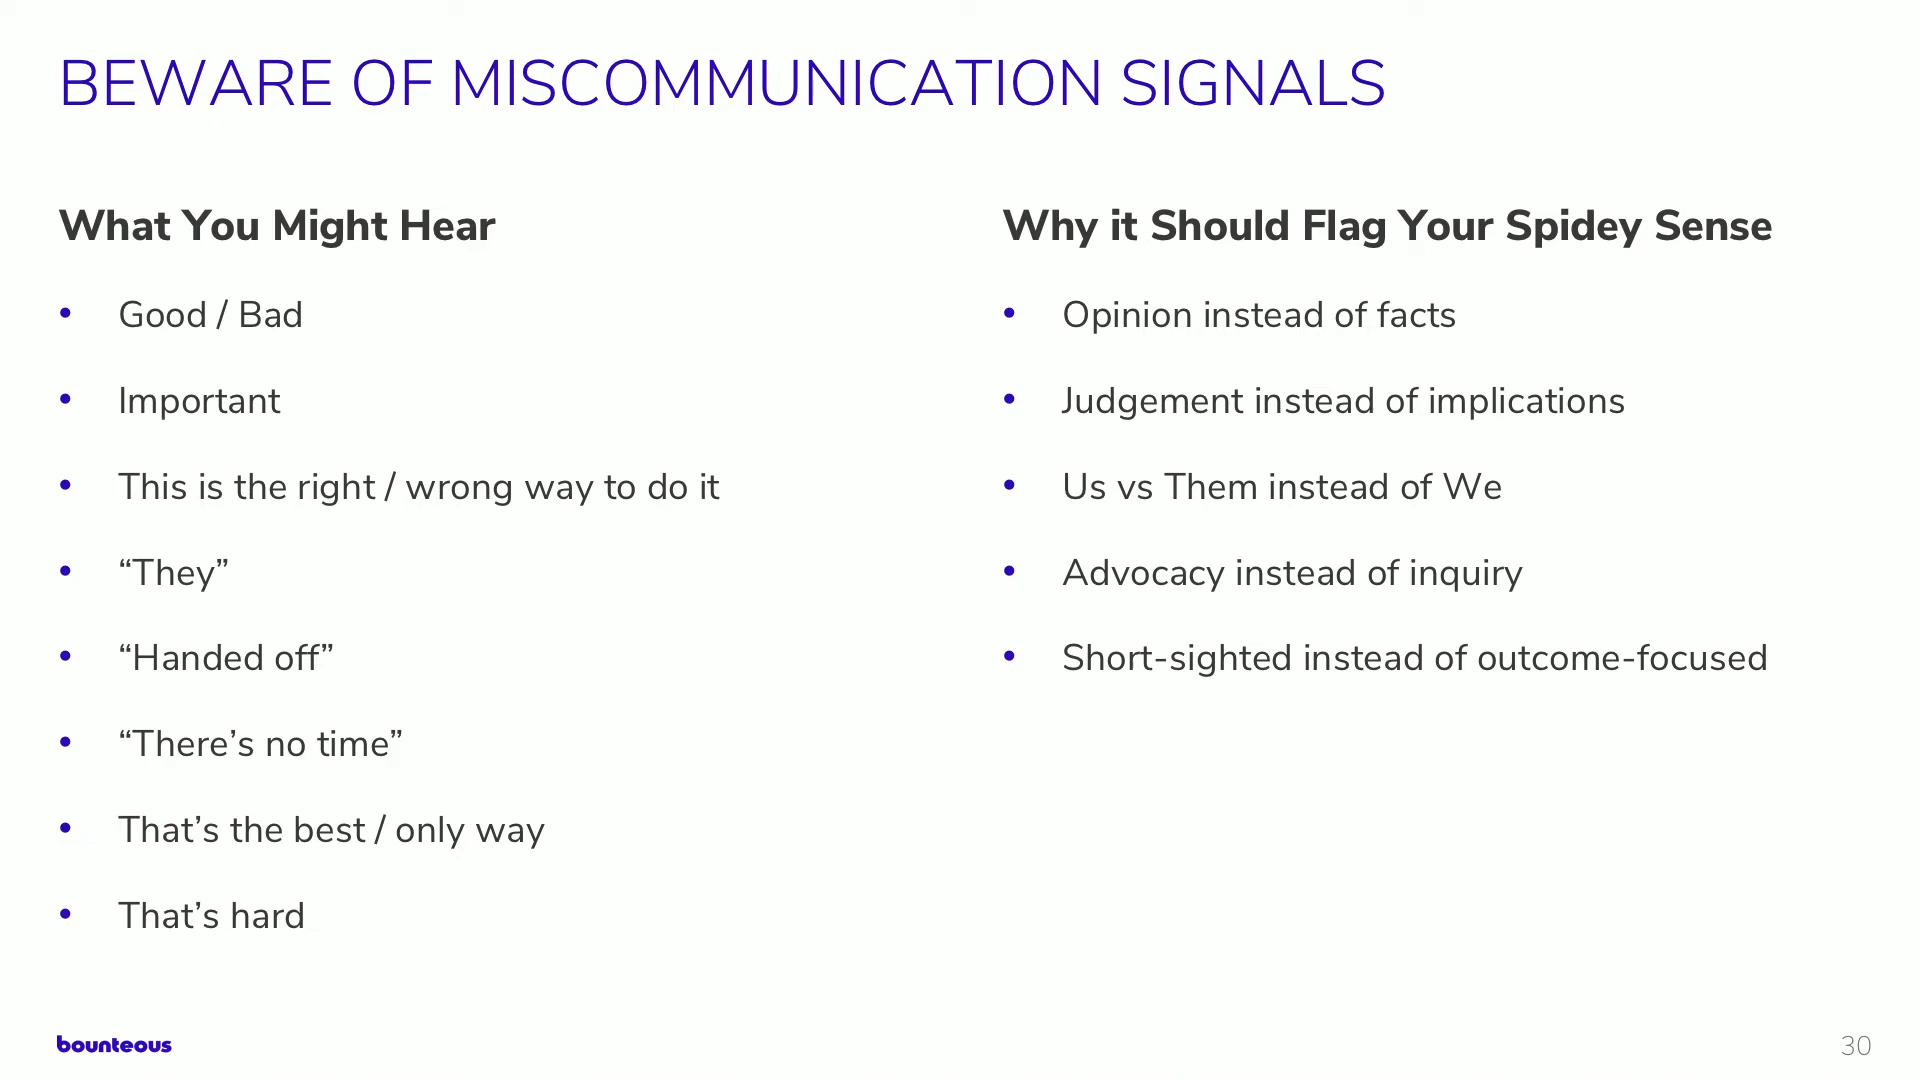 BEWARE OF MISCOMMUNICATION SIGNALS
What You Might Hear
• Good / Bad
• Important
• This is the right / wrong way to do it
• “They”
• “Handed off”
• “There’s no time”
• That’s the best / only way
• That’s hard
Why it Should Flag Your Spidey Sense
• Opinion instead of facts
• Judgement instead of implications
• Us vs Them instead of We
• Advocacy instead of inquiry
• Short-sighted instead of outcome-focused
bounteous
30